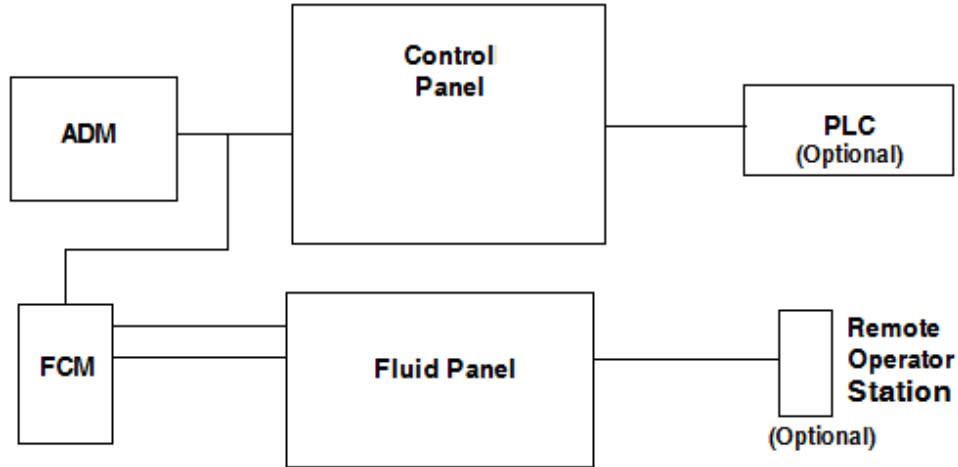 Control
Panel
ADM
PLC
(Optional)
FCM
Fluid Panel
Remote
Operator
Station
(Optional)